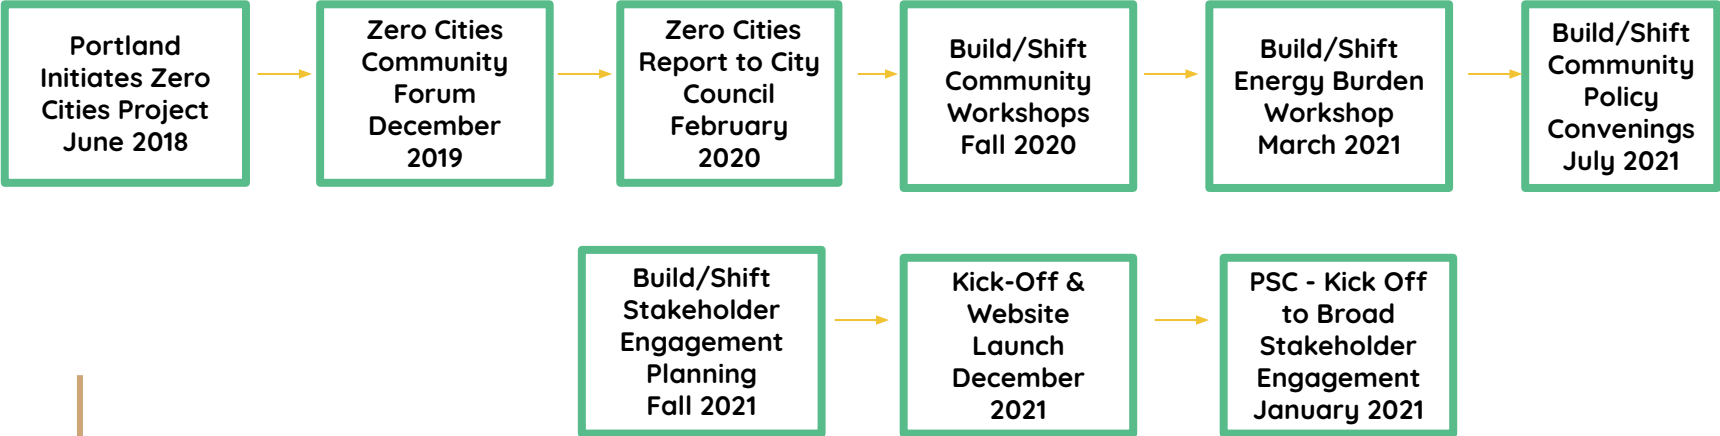 Portland
Initiates Zero
Cities Project
June 2018
Zero Cities
Community
Forum
December
2019
Zero Cities
Report to City
Council
February
2020
Build/Shift
Community
Workshops
Fall 2020
Build/Shift
Energy Burden
Workshop
March 2021
Build/Shift
Community
Policy
Convenings
July 2021
Build/Shift
Stakeholder
Engagement
Planning
Fall 2021
Kick-Off &
Website
Launch
December
2021
PSC - Kick Off
to Broad
Stakeholder
Engagement
January 2021